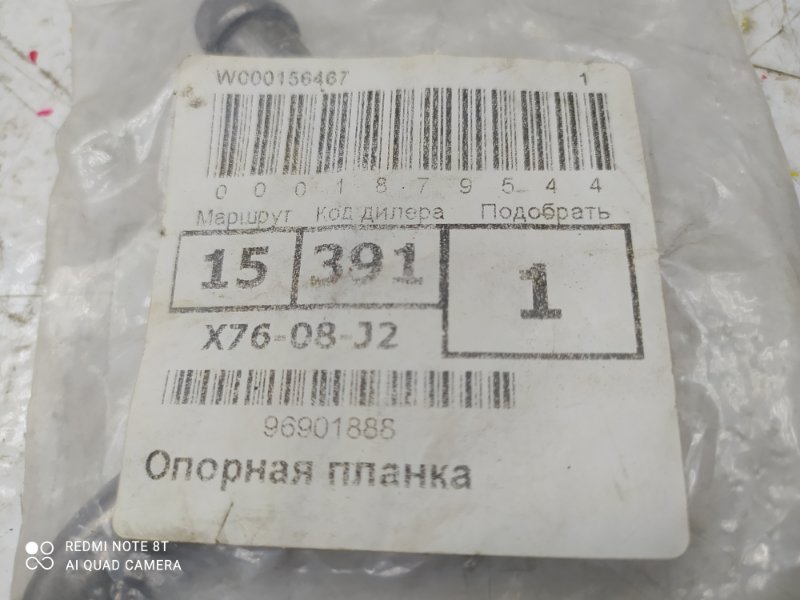 W000156467 1
0 0 0 1 8 7 9 5 4 4
Маршрут Код дилера Подобрать
15 391 1
X76-08-J2
96901888
Опорная планка
REDMI NOTE 8T
AI QUAD CAMERA